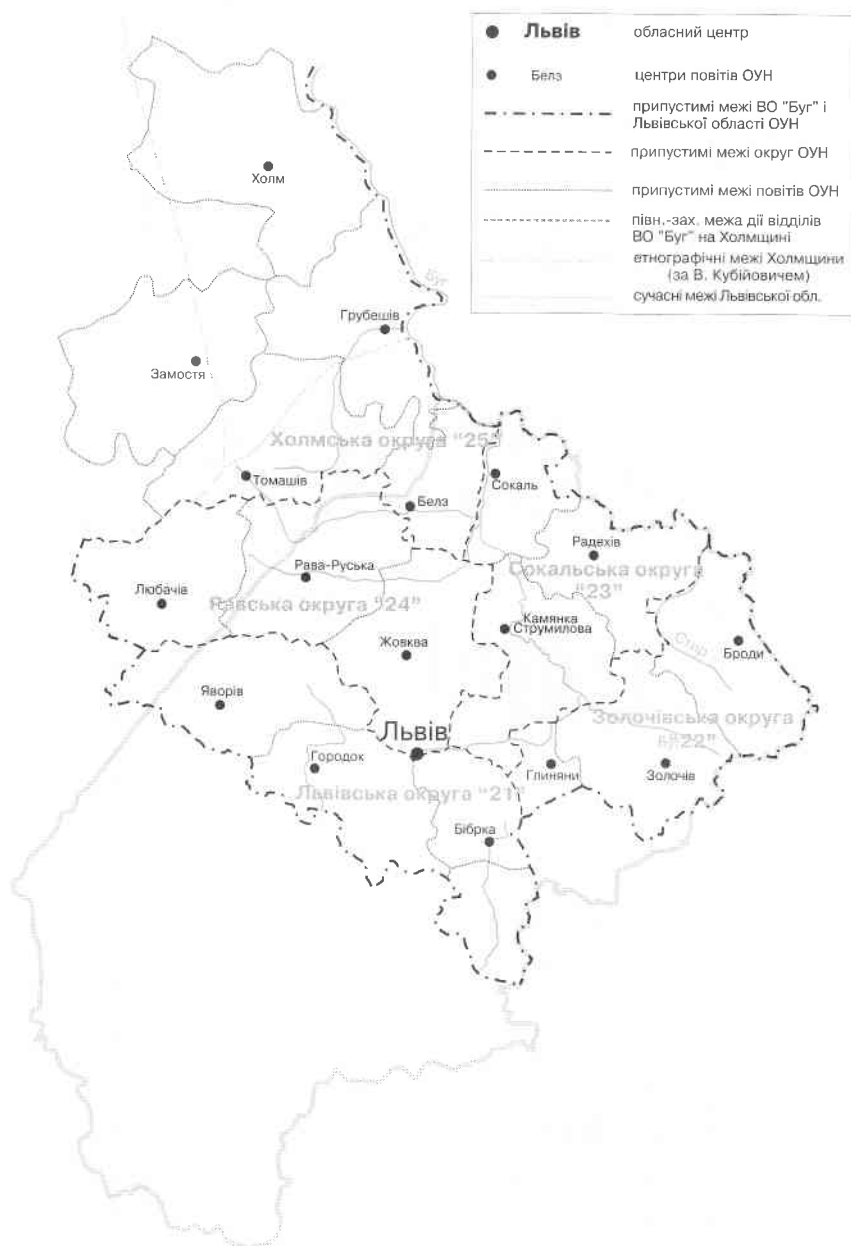 Львів обласний центр
Белз центри повітів ОУН
припустимі межі ВО "Буг" і
Львівської області ОУН
припустимі межі округ ОУН
припустимі межі повітів ОУН
півн.-зах. межа дії відділів
ВО "Буг" на Холмщині
етнографічні межі Холмщини
(за В. Кубійовичем)
сучасні межі Львівської обл.
Холм
Буг
Грубешів
Замостя
Холмська округа "25"
Томашів
Белз
Сокаль
Радехів
Рава-Руська
Сокальська округа
"23"
Любачів
Равська округа "24"
Камянка
Струмилова
Стир
Броди
Жовква
Яворів
Золочівська округа
"22"
Львів
Городок
Глиняни
Золочів
Львівська округа "21"
Бібрка